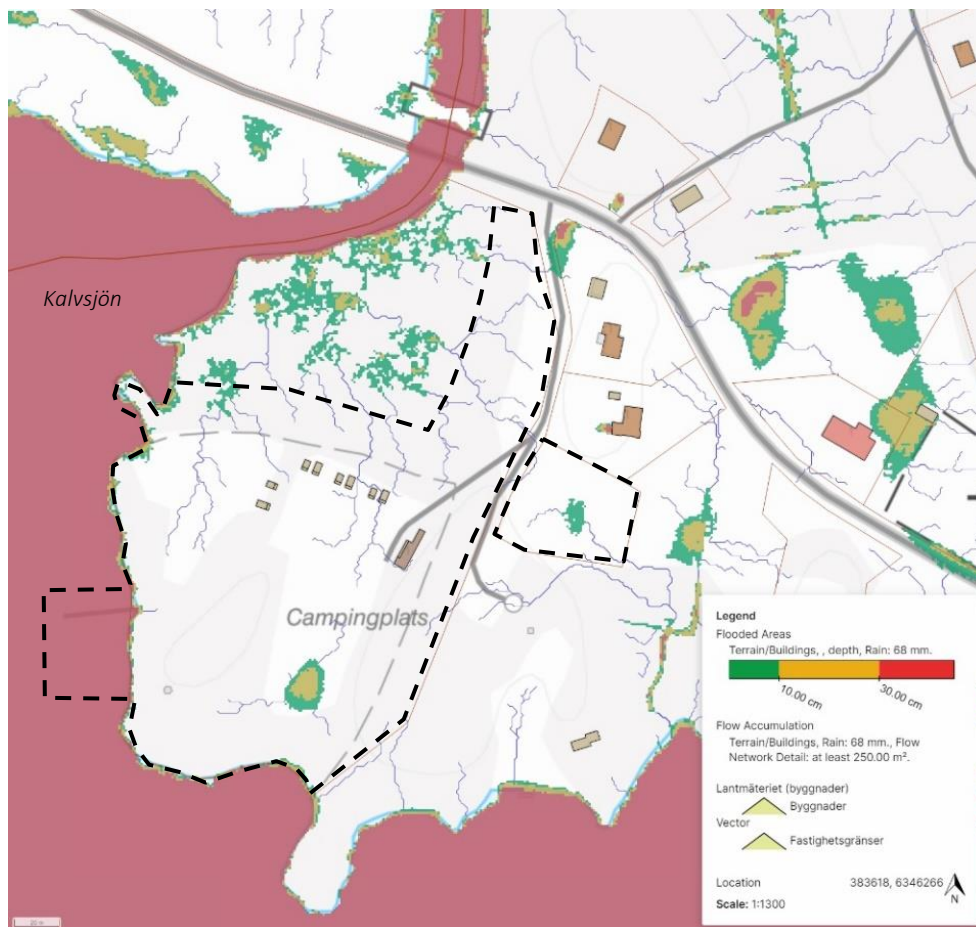 Kalvsjön
Campingplats
Legend
Flooded Areas
Terrain/Buildings, , depth, Rain: 68 mm.
10.00 cm
30.00 cm
Flow Accumulation
Terrain/Buildings, Rain: 68 mm., Flow
Network Detail: at least 250.00 m².
Lantmäteriet (byggnader)
Byggnader
Vector
Fastighetsgränser
Location 383618, 6346266
N
Scale: 1:1300